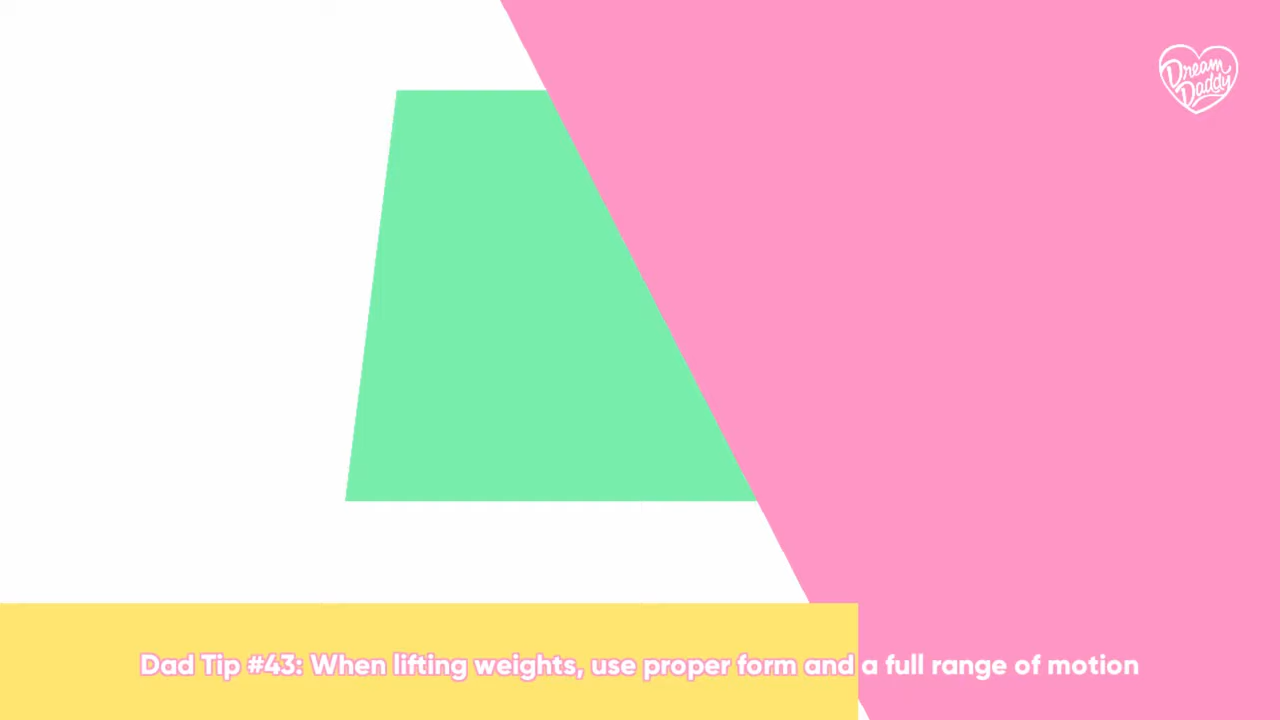 Dream
Daddy
Dad Tip #43: When lifting weights, use proper form and a full range of motion